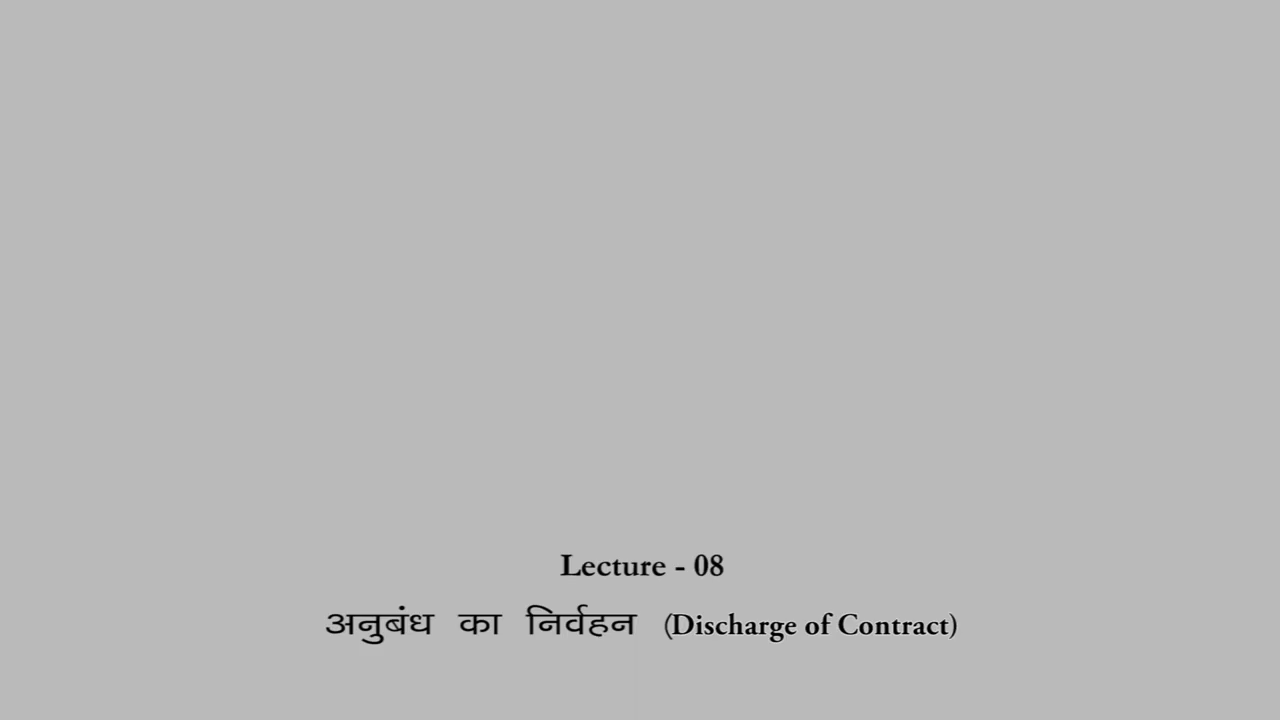 Lecture - 08
अनुबंध का निर्वहन (Discharge of Contract)